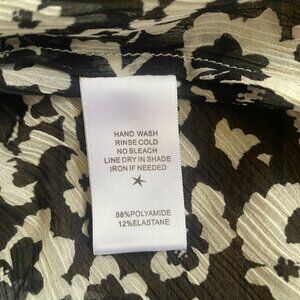 HAND WASH
RINSE COLD
NO BLEACH
LINE DRY IN SHADE
IRON IF NEEDED
88%POLYAMIDE
12%ELASTANE